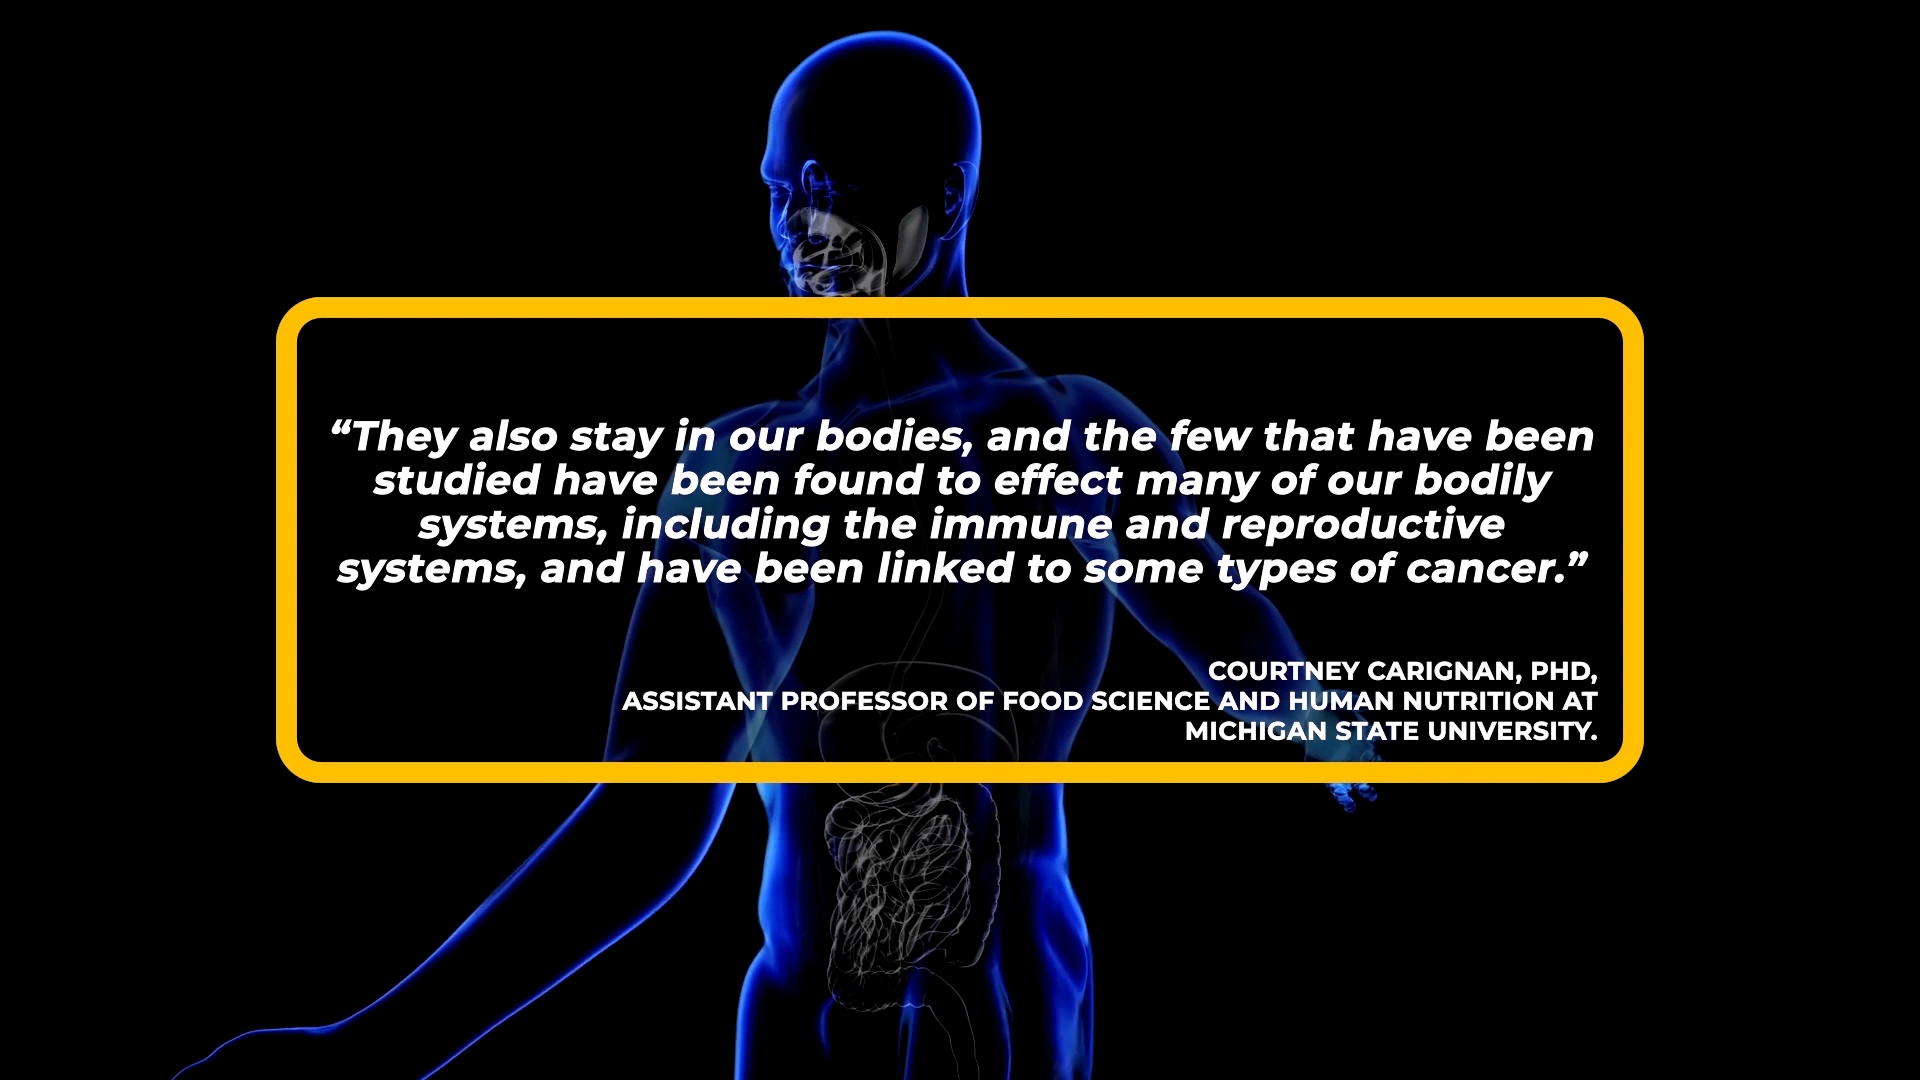 “They also stay in our bodies, and the few that have been
studied have been found to effect many of our bodily
systems, including the immune and reproductive
systems, and have been linked to some types of cancer.”
COURTNEY CARIGNAN, PHD,
ASSISTANT PROFESSOR OF FOOD SCIENCE AND HUMAN NUTRITION AT
MICHIGAN STATE UNIVERSITY.